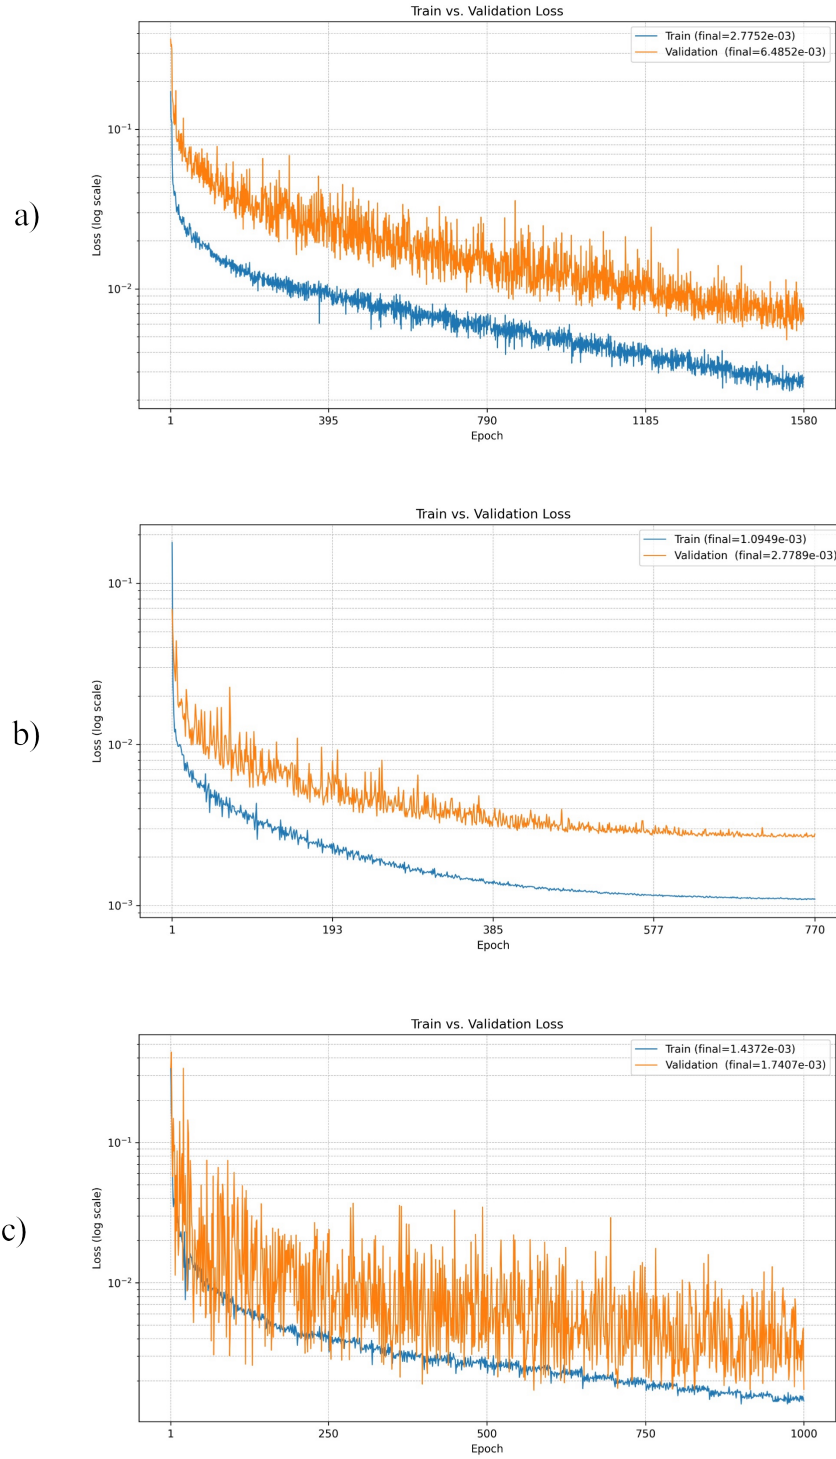 a)
Train vs. Validation Loss
Train (final=2.7752e-03)
Validation  (final=6.4852e-03)
Loss (log scale)
10⁻¹
10⁻²
1 395 790 1185 1580
Epoch
b)
Train vs. Validation Loss
Train (final=1.0949e-03)
Validation  (final=2.7789e-03)
Loss (log scale)
10⁻¹
10⁻²
10⁻³
1 193 385 577 770
Epoch
c)
Train vs. Validation Loss
Train (final=1.4372e-03)
Validation  (final=1.7407e-03)
Loss (log scale)
10⁻¹
10⁻²
1 250 500 750 1000
Epoch